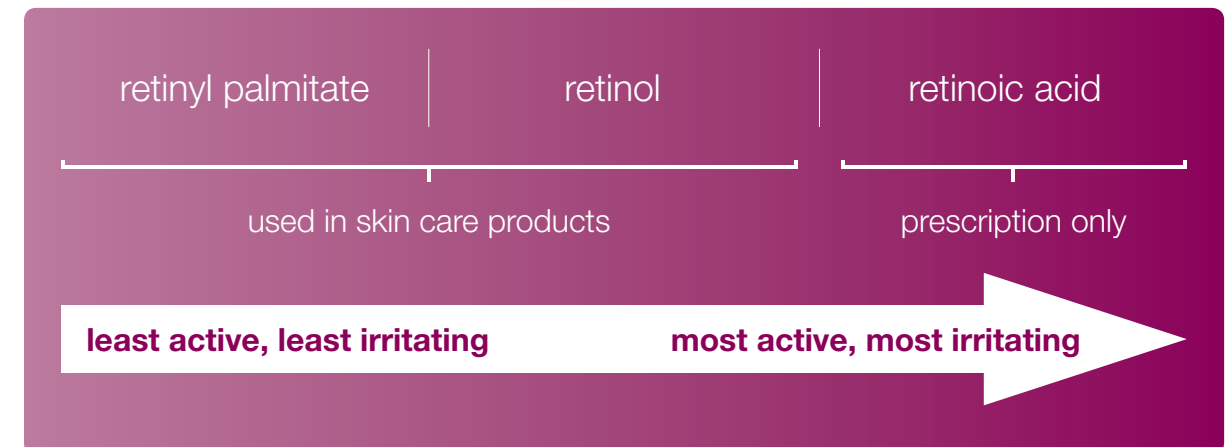 retinyl palmitate
retinol
retinoic acid
used in skin care products
prescription only
least active, least irritating
most active, most irritating